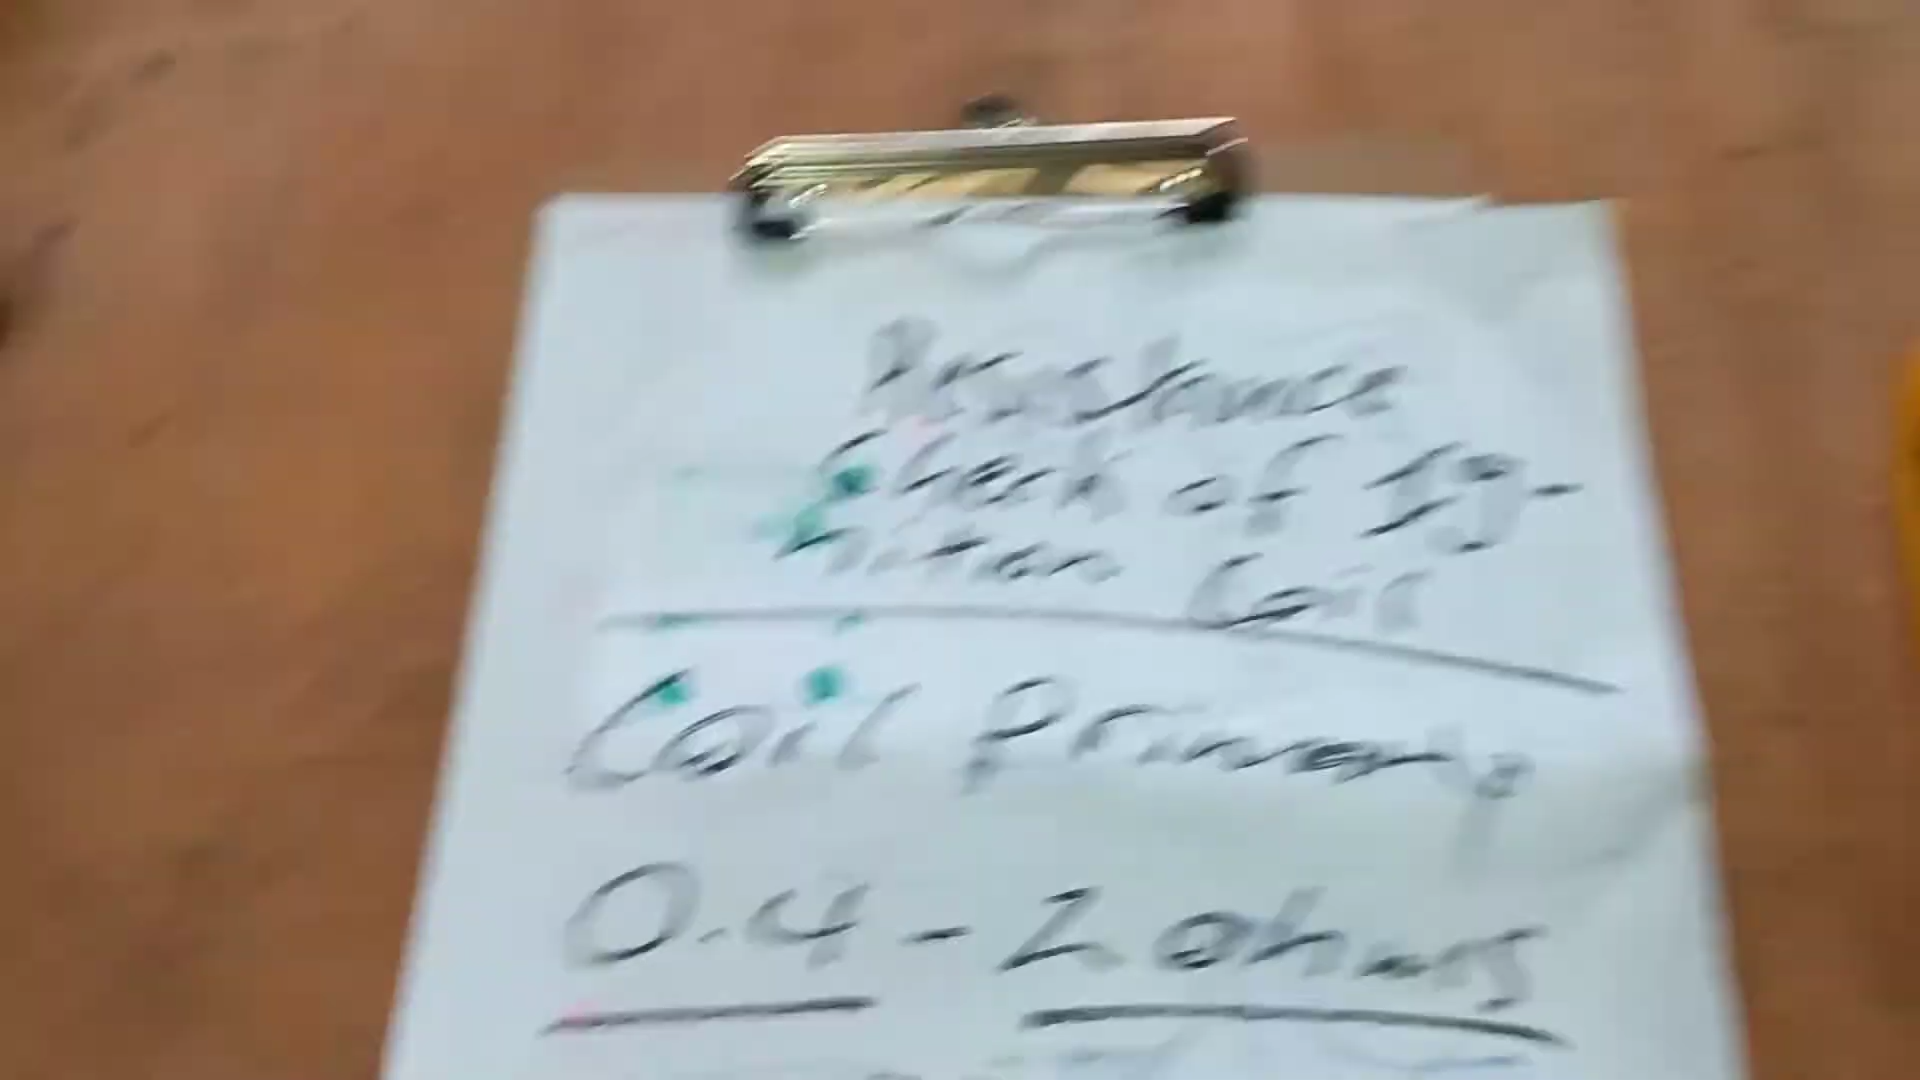 Resistance
Check of Ig-
nition Coil
Coil Primary
0.4 - 2 ohms